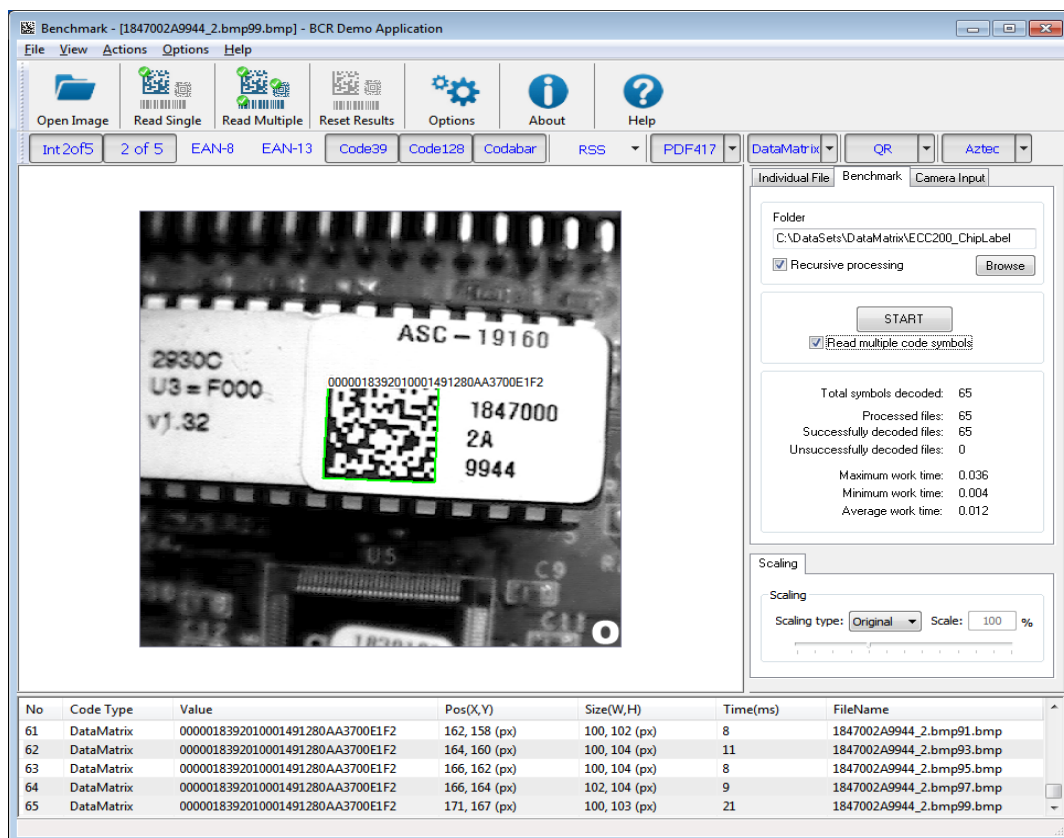 Benchmark - [1847002A9944_2.bmp99.bmp] - BCR Demo Application
File View Actions Options Help
Open Image Read Single Read Multiple Reset Results Options About Help
Int2of5 2 of 5 EAN-8 EAN-13 Code39 Code128 Codabar RSS PDF417 DataMatrix QR Aztec
Individual File Benchmark Camera Input
Folder
C:\DataSets\DataMatrix\ECC200_ChipLabel
Recursive processing Browse
START
Read multiple code symbols
Total symbols decoded: 65
Processed files: 65
Successfully decoded files: 65
Unsuccessfully decoded files: 0
Maximum work time: 0.036
Minimum work time: 0.004
Average work time: 0.012
Scaling
Scaling
Scaling type: Original Scale: 100 %
ASC-19160
2930C
U3 = F000
v1.32
0000018392010001491280AA3700E1F2
1847000
2A
9944
U5
C9
C11
O
No Code Type Value Pos(X,Y) Size(W,H) Time(ms) FileName
61 DataMatrix 0000018392010001491280AA3700E1F2 162, 158 (px) 100, 102 (px) 8 1847002A9944_2.bmp91.bmp
62 DataMatrix 0000018392010001491280AA3700E1F2 164, 160 (px) 100, 104 (px) 11 1847002A9944_2.bmp93.bmp
63 DataMatrix 0000018392010001491280AA3700E1F2 166, 162 (px) 100, 104 (px) 8 1847002A9944_2.bmp95.bmp
64 DataMatrix 0000018392010001491280AA3700E1F2 166, 164 (px) 102, 104 (px) 9 1847002A9944_2.bmp97.bmp
65 DataMatrix 0000018392010001491280AA3700E1F2 171, 167 (px) 100, 103 (px) 21 1847002A9944_2.bmp99.bmp